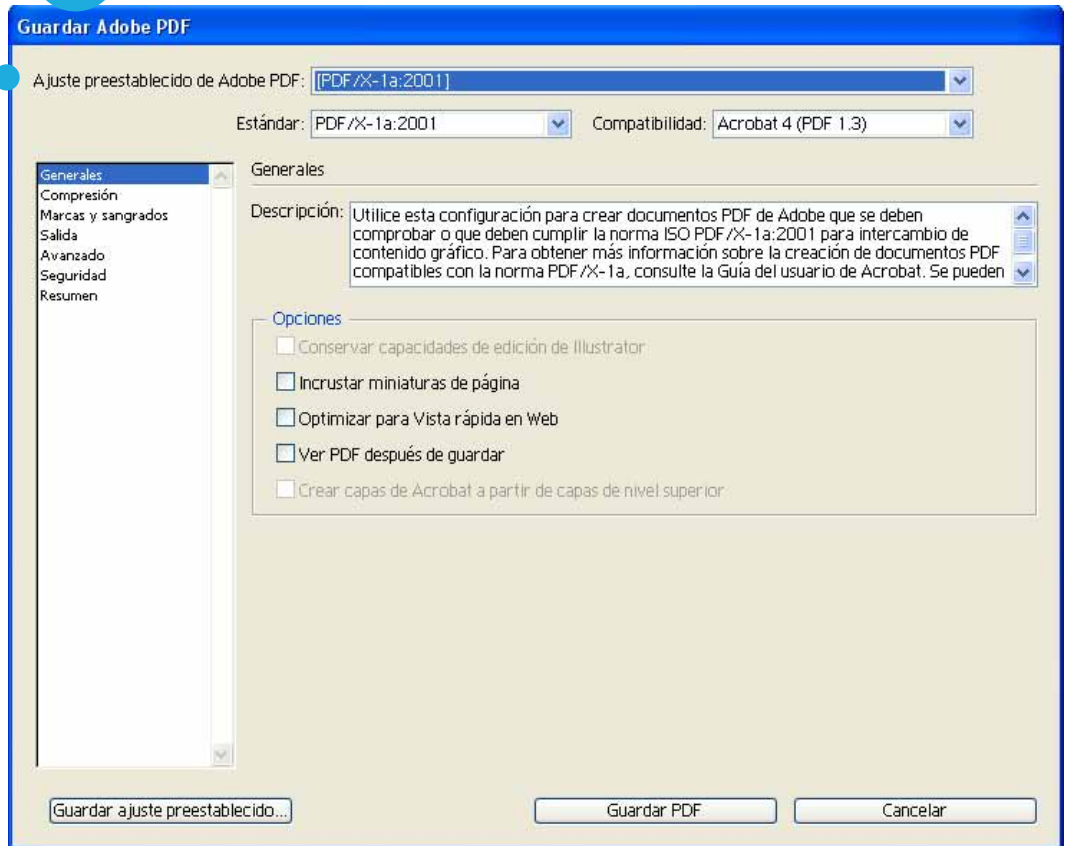 Guardar Adobe PDF
Ajuste preestablecido de Adobe PDF: [PDF/X-1a:2001]
Estándar: PDF/X-1a:2001 Compatibilidad: Acrobat 4 (PDF 1.3)
Generales
Compresión
Marcas y sangrados
Salida
Avanzado
Seguridad
Resumen
Generales
Descripción: Utilice esta configuración para crear documentos PDF de Adobe que se deben
comprobar o que deben cumplir la norma ISO PDF/X-1a:2001 para intercambio de
contenido gráfico. Para obtener más información sobre la creación de documentos PDF
compatibles con la norma PDF/X-1a, consulte la Guía del usuario de Acrobat. Se pueden
Opciones
Conservar capacidades de edición de Illustrator
Incrustar miniaturas de página
Optimizar para Vista rápida en Web
Ver PDF después de guardar
Crear capas de Acrobat a partir de capas de nivel superior
Guardar ajuste preestablecido... Guardar PDF Cancelar